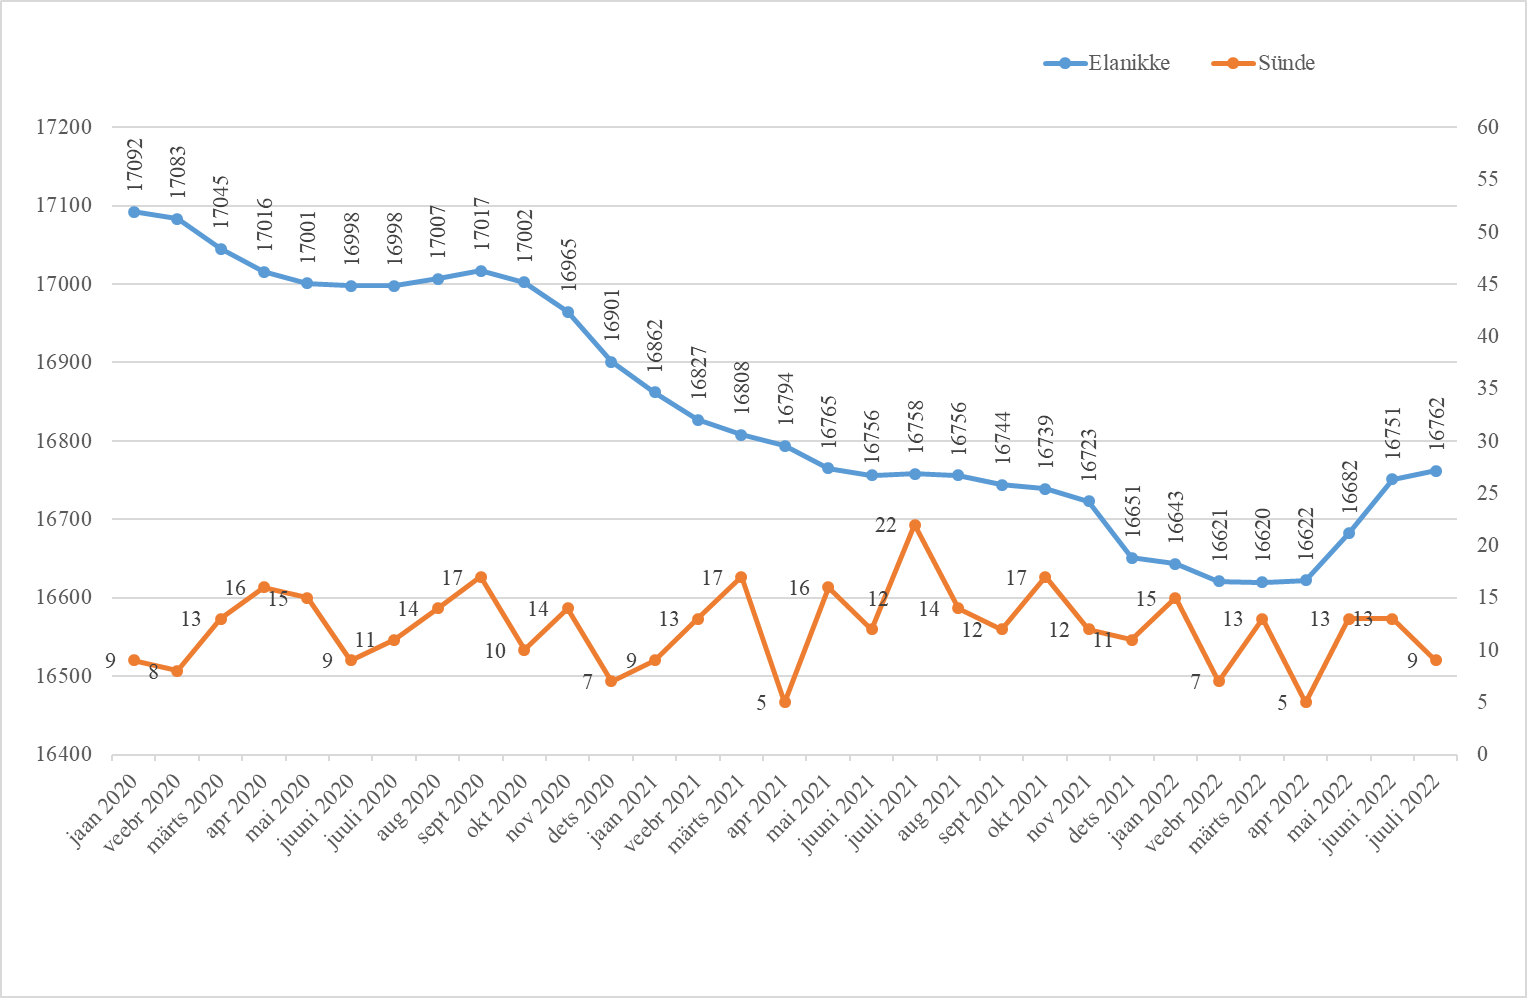 Elanikke
Sünde
17200
17100
17000
16900
16800
16700
16600
16500
16400
60
55
50
45
40
35
30
25
20
15
10
5
0
17092
17083
17045
17016
17001
16998
16998
17007
17017
17002
16965
16901
16862
16827
16808
16794
16765
16756
16758
16756
16744
16739
16723
16651
16643
16621
16620
16622
16682
16751
16762
9
8
13
16
15
9
11
14
17
10
14
7
9
13
17
5
16
12
22
14
12
17
12
11
15
7
13
5
13
13
9
jaan 2020
veebr 2020
märts 2020
apr 2020
mai 2020
juuni 2020
juuli 2020
aug 2020
sept 2020
okt 2020
nov 2020
dets 2020
jaan 2021
veebr 2021
märts 2021
apr 2021
mai 2021
juuni 2021
juuli 2021
aug 2021
sept 2021
okt 2021
nov 2021
dets 2021
jaan 2022
veebr 2022
märts 2022
apr 2022
mai 2022
juuni 2022
juuli 2022